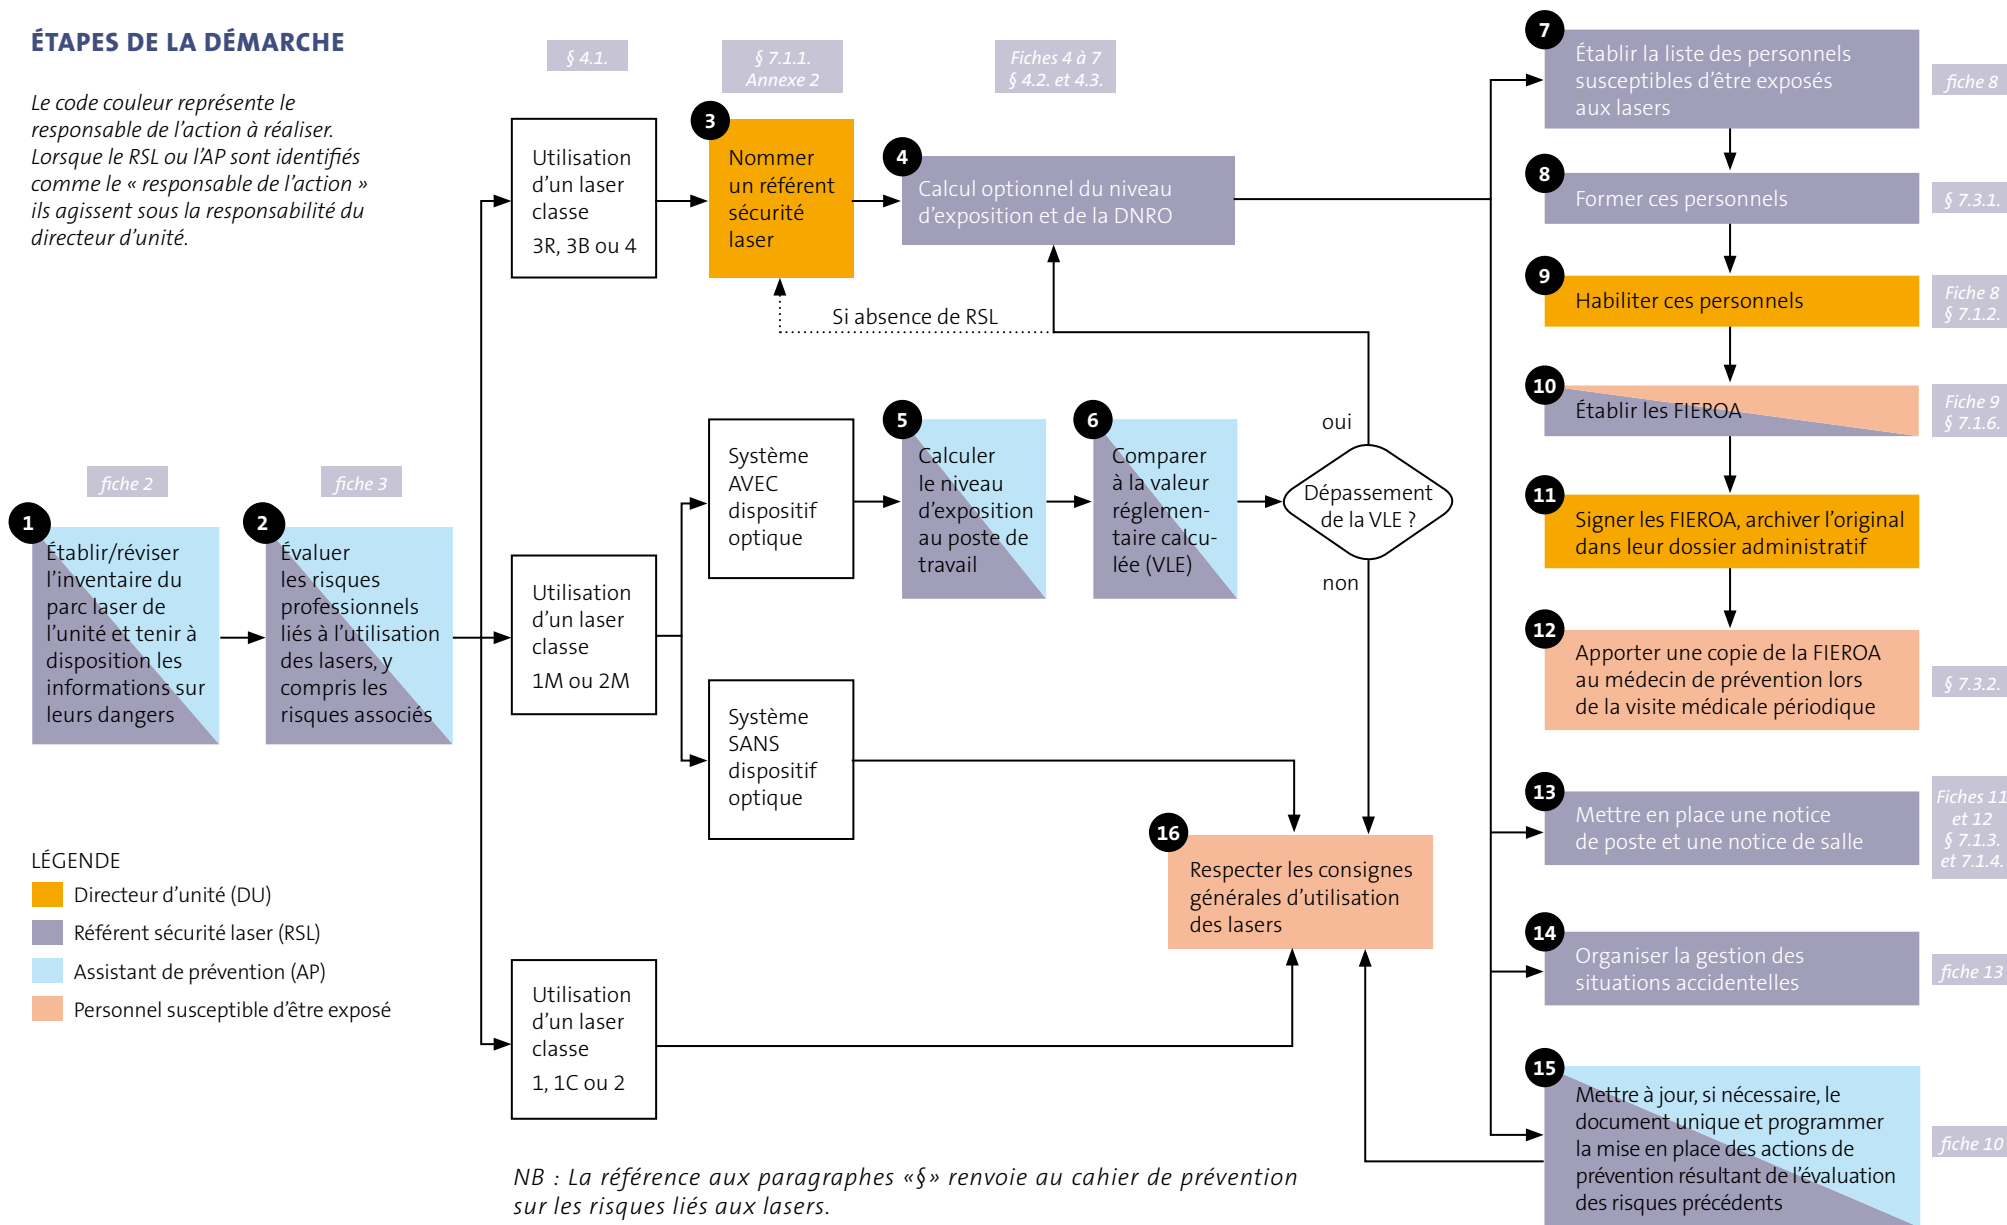 ÉTAPES DE LA DÉMARCHE
Le code couleur représente le
responsable de l'action à réaliser.
Lorsque le RSL ou l'AP sont identifiés
comme le « responsable de l'action »
ils agissent sous la responsabilité du
directeur d'unité.
fiche 2
1
Établir/réviser
l'inventaire du
parc laser de
l'unité et tenir à
disposition les
informations sur
leurs dangers
fiche 3
2
Évaluer
les risques
professionnels
liés à l'utilisation
des lasers, y
compris les
risques associés
§ 4.1.
Utilisation
d'un laser
classe
3R, 3B ou 4
§ 7.1.1.
Annexe 2
3
Nommer
un référent
sécurité
laser
Fiches 4 à 7
§ 4.2. et 4.3.
4
Calcul optionnel du niveau
d'exposition et de la DNRO
Si absence de RSL
Utilisation
d'un laser
classe
1M ou 2M
Système
AVEC
dispositif
optique
5
Calculer
le niveau
d'exposition
au poste de
travail
6
Comparer
à la valeur
réglemen-
taire calcu-
lée (VLE)
oui
Dépassement
de la VLE ?
non
Système
SANS
dispositif
optique
Utilisation
d'un laser
classe
1, 1C ou 2
16
Respecter les consignes
générales d'utilisation
des lasers
7
Établir la liste des personnels
susceptibles d'être exposés
aux lasers
fiche 8
8
Former ces personnels
§ 7.3.1.
9
Habiliter ces personnels
Fiche 8
§ 7.1.2.
10
Établir les FIEROA
Fiche 9
§ 7.1.6.
11
Signer les FIEROA, archiver l'original
dans leur dossier administratif
12
Apporter une copie de la FIEROA
au médecin de prévention lors
de la visite médicale périodique
§ 7.3.2.
13
Mettre en place une notice
de poste et une notice de salle
Fiches 11
et 12
§ 7.1.3.
et 7.1.4.
14
Organiser la gestion des
situations accidentelles
fiche 13
15
Mettre à jour, si nécessaire, le
document unique et programmer
la mise en place des actions de
prévention résultant de l'évaluation
des risques précédents
fiche 10
LÉGENDE
Directeur d'unité (DU)
Référent sécurité laser (RSL)
Assistant de prévention (AP)
Personnel susceptible d'être exposé
NB : La référence aux paragraphes «§» renvoie au cahier de prévention
sur les risques liés aux lasers.